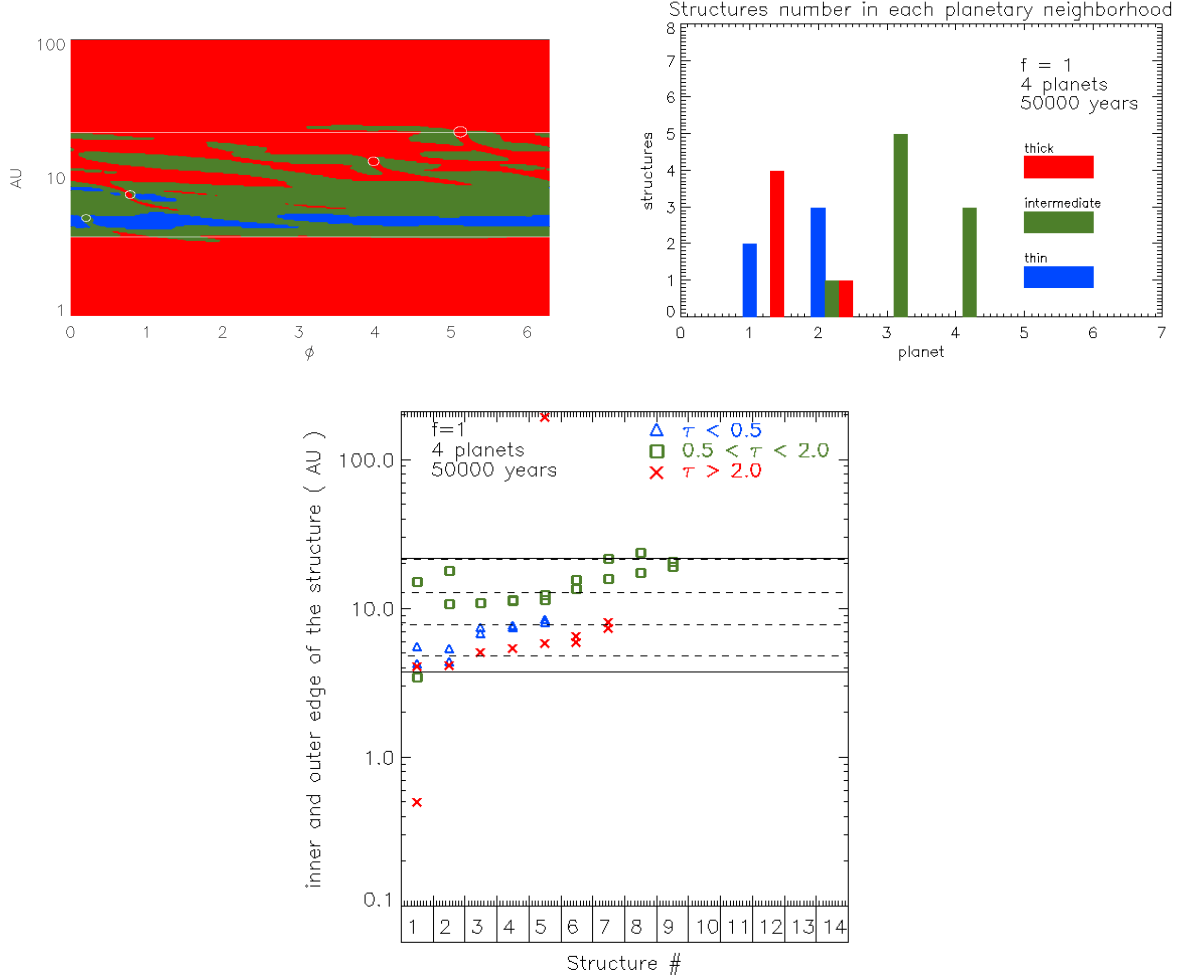 100
10
1
AU
0 1 2 3 4 5 6
ϕ
Structures number in each planetary neighborhood
8
7
6
5
4
3
2
1
0
structures
f = 1
4 planets
50000 years
thick
intermediate
thin
0 1 2 3 4 5 6 7
planet
f=1
4 planets
50000 years
τ < 0.5
0.5 < τ < 2.0
τ > 2.0
100.0
10.0
1.0
0.1
inner and outer edge of the structure ( AU )
1 2 3 4 5 6 7 8 9 10 11 12 13 14
Structure #